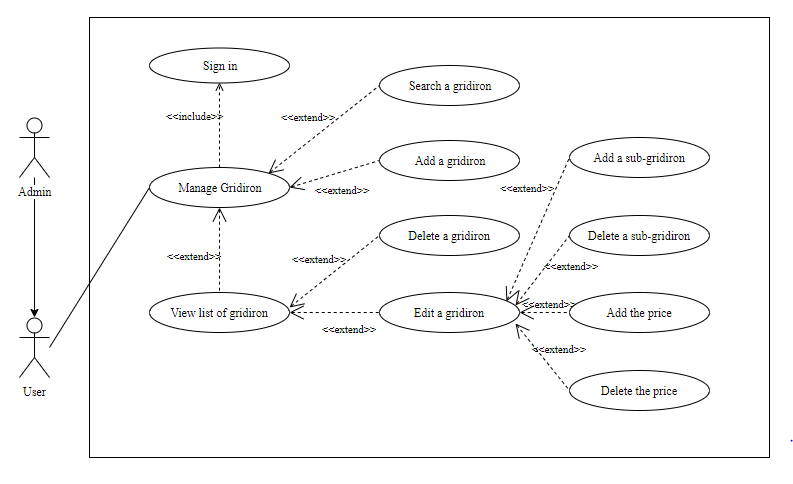 Sign in
Search a gridiron
<<include>>
<<extend>>
Add a gridiron
Add a sub-gridiron
Manage Gridiron
<<extend>>
<<extend>>
Admin
Delete a gridiron
Delete a sub-gridiron
<<extend>>
<<extend>>
<<extend>>
View list of gridiron
Edit a gridiron
<<extend>>
Add the price
<<extend>>
<<extend>>
User
Delete the price